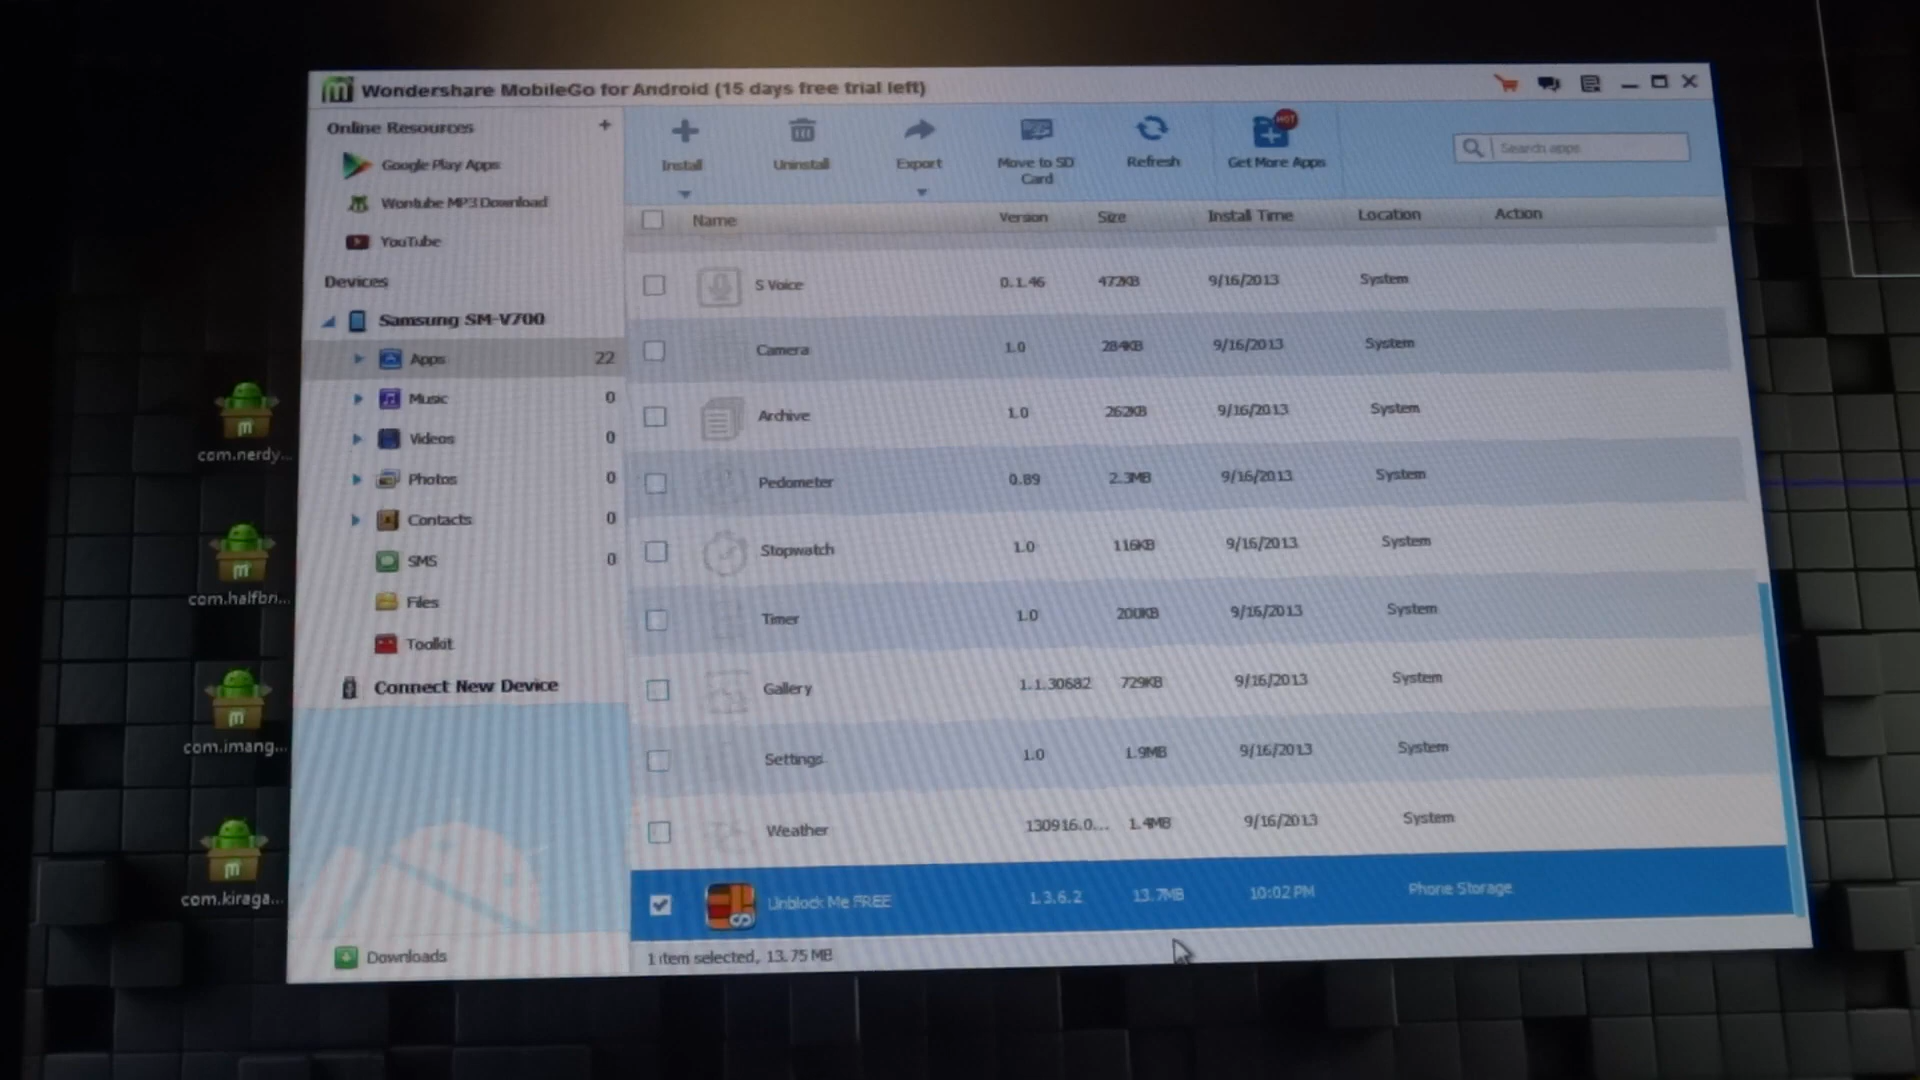 Wondershare MobileGo for Android (15 days free trial left)
Online Resources +
Google Play Apps
Wontube MP3 Download
YouTube
Devices
Samsung SM-V700
Apps 22
Music 0
Videos 0
Photos 0
Contacts 0
SMS 0
Files
Toolkit
Connect New Device
Downloads
Install
Uninstall
Export
Move to SD
Card
Refresh
HOT
Get More Apps
Search apps
Name Version Size Install Time Location Action
S Voice 0.1.46 472KB 9/16/2013 System
Camera 1.0 284KB 9/16/2013 System
Archive 1.0 262KB 9/16/2013 System
Pedometer 0.89 2.3MB 9/16/2013 System
Stopwatch 1.0 116KB 9/16/2013 System
Timer 1.0 200KB 9/16/2013 System
Gallery 1.1.30682 729KB 9/16/2013 System
Settings 1.0 1.9MB 9/16/2013 System
Weather 130916.0... 1.4MB 9/16/2013 System
Unblock Me FREE 1.3.6.2 13.7MB 10:02 PM Phone Storage
1 item selected, 13.75 MB
com.nerdy...
com.halfbri...
com.imang...
com.kiraga...